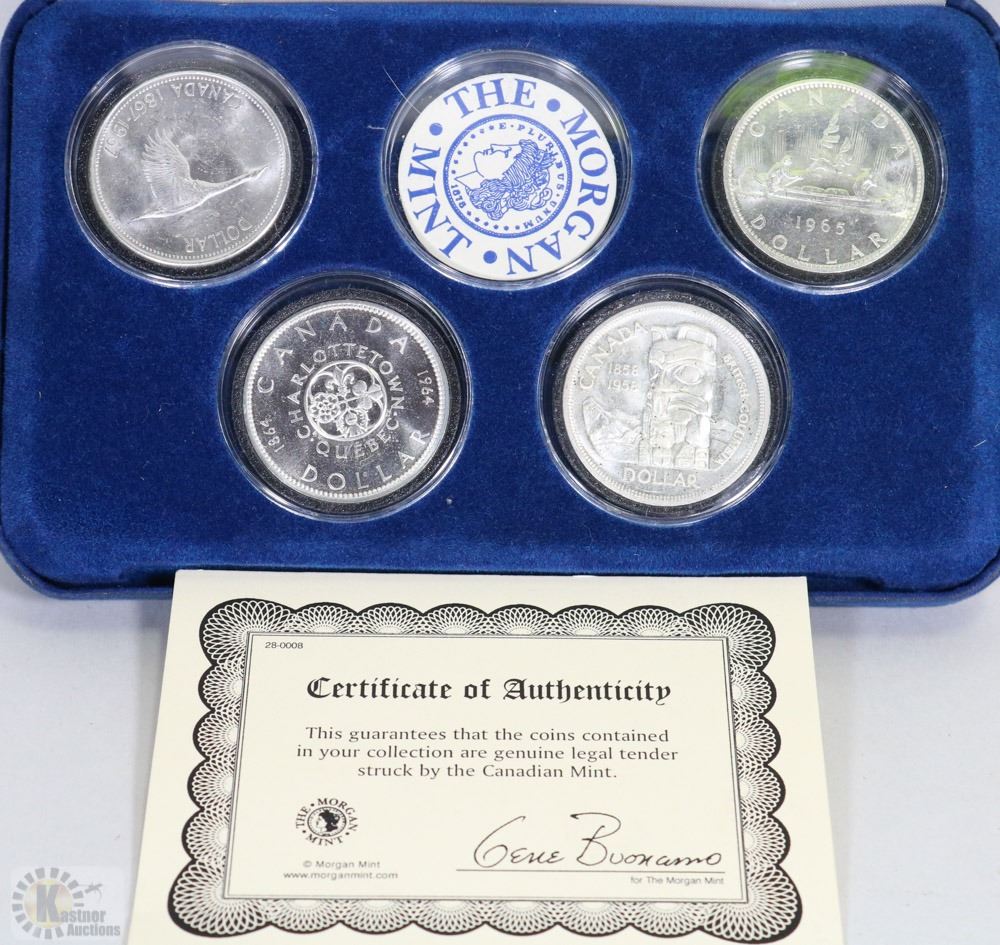 CANADA 1867-19
DOLLAR
THE • MORGAN • MINT •
E • PLURIBUS • UNUM
1878
CANADA
1965
DOLLAR
CANADA
CHARLOTTETOWN
QUÉBEC
1864
1964
DOLLAR
CANADA
1858
1958
BRITISH COLUMBIA
DOLLAR
28-0008
Certificate of Authenticity
This guarantees that the coins contained
in your collection are genuine legal tender
struck by the Canadian Mint.
THE • MORGAN MINT •
Gene Buonamo
© Morgan Mint
www.morganmint.com
for The Morgan Mint
Kastner
Auctions